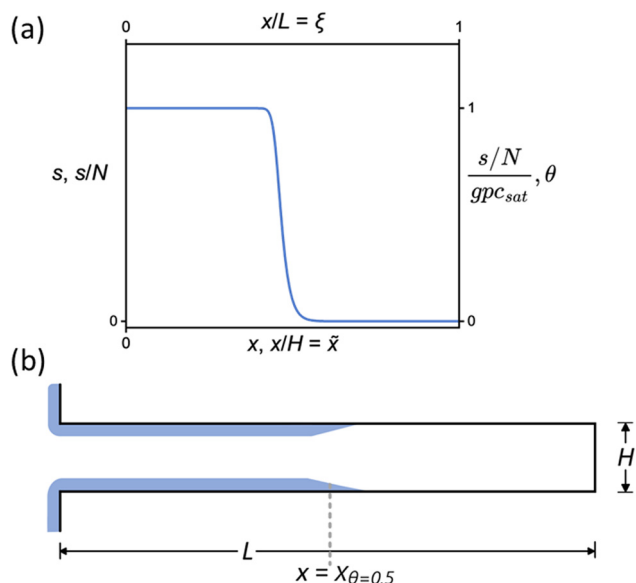 (a)
0 x/L = ξ 1
1
s, s/N
s/N
gpc_sat
, θ
0 0
0
x, x/H = x̃
(b)
H
L
x = X_θ=0.5